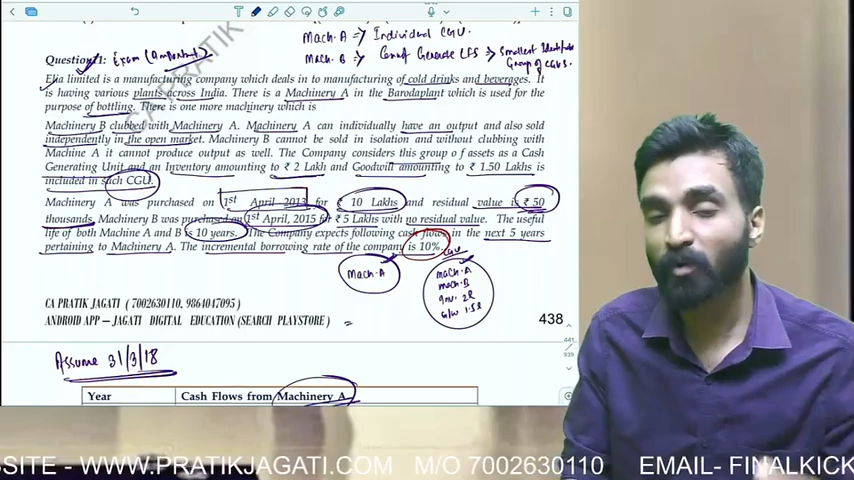 Mach. A => Individual CGU.
Mach. B => Cannot Generate => Smallest Identifiable
Group of CGUs.
Question 1: Exam (Important)
CA PRATIK JAGATI
Elia limited is a manufacturing company which deals in to manufacturing of cold drinks and beverages. It
is having various plants across India. There is a Machinery A in the Barodaplant which is used for the
purpose of bottling. There is one more machinery which is
Machinery B clubbed with Machinery A. Machinery A can individually have an output and also sold
independently in the open market. Machinery B cannot be sold in isolation and without clubbing with
Machine A it cannot produce output as well. The Company considers this group o f assets as a Cash
Generating Unit and an Inventory amounting to ₹ 2 Lakh and Goodwill amounting to ₹ 1.50 Lakhs is
included in such CGU.
Machinery A was purchased on 1st April 2013 for ₹ 10 Lakhs and residual value is ₹ 50
thousands. Machinery B was purchased on 1st April, 2015 for ₹ 5 Lakhs with no residual value. The useful
life of both Machine A and B is 10 years. The Company expects following cash flows in the next 5 years
pertaining to Machinery A. The incremental borrowing rate of the company is 10%.
CGU
Mach. A
Mach. A
Mach. B
Inv. 2l
G/W 1.5l
CA PRATIK JAGATI (7002630110, 9864047095)
ANDROID APP – JAGATI DIGITAL EDUCATION (SEARCH PLAYSTORE)
=
438
441
Assume 31/3/18
Year Cash Flows from Machinery A
SITE - WWW.PRATIKJAGATI.COM M/O 7002630110 EMAIL- FINALKICK